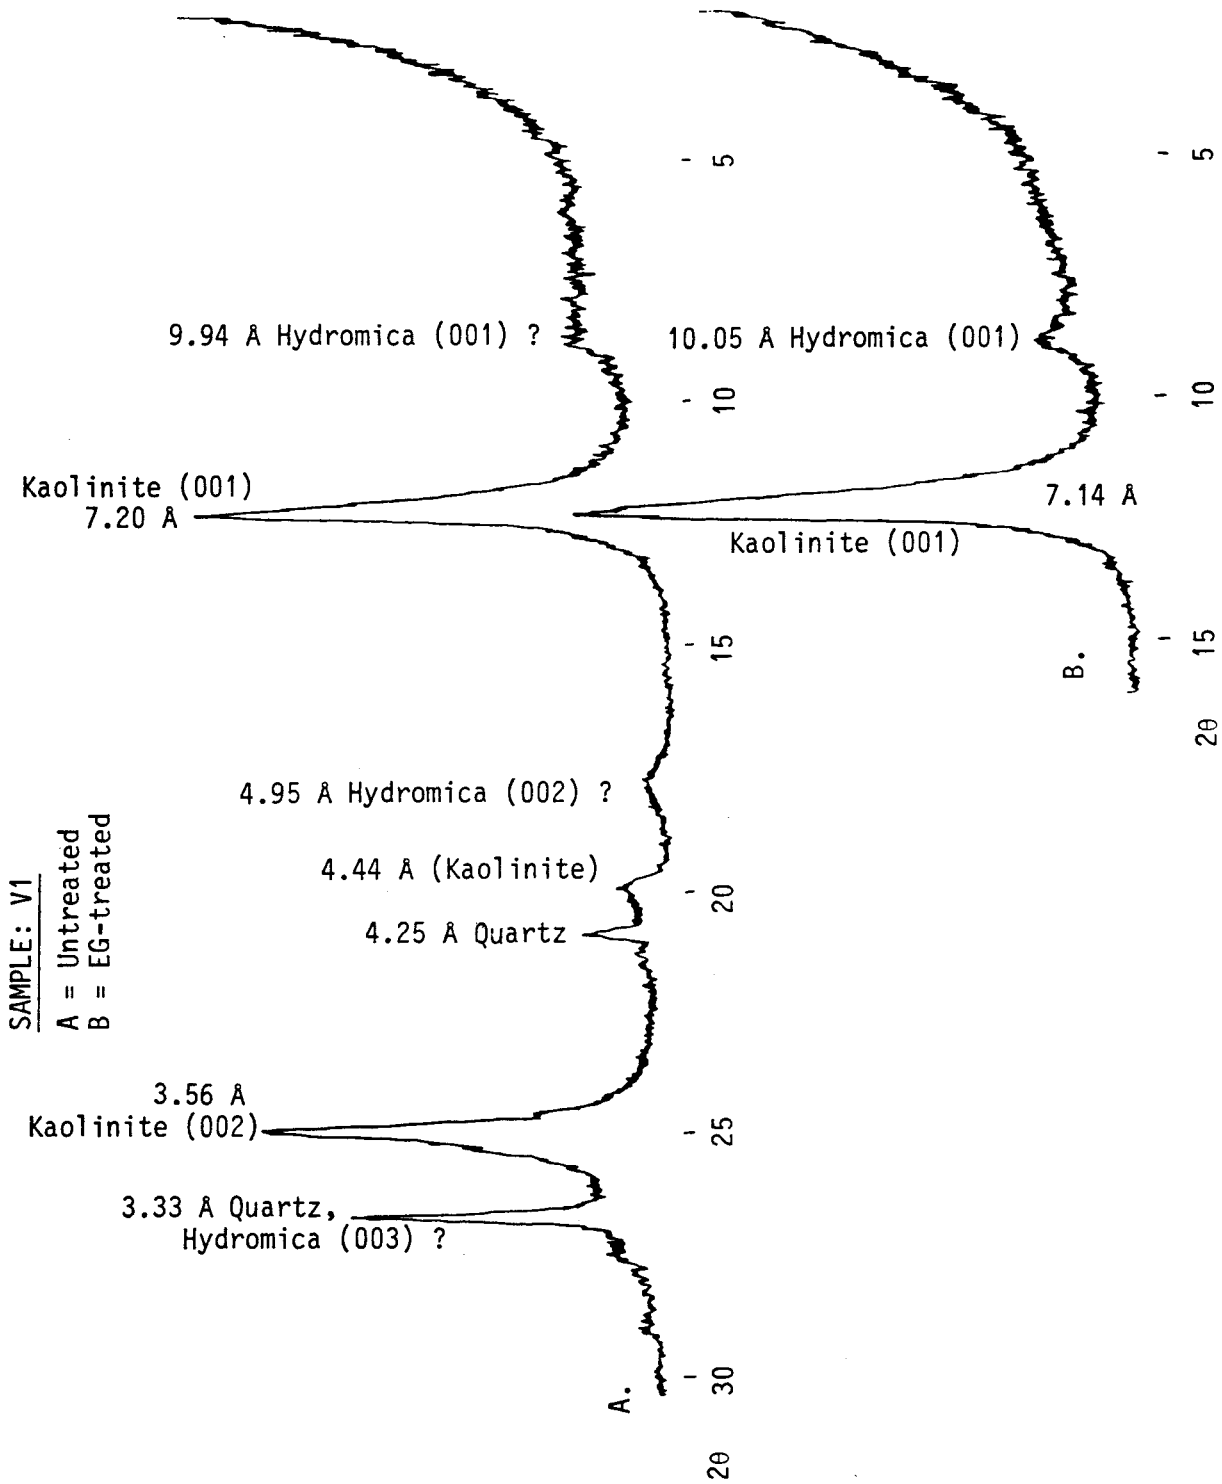 SAMPLE: V1
A = Untreated
B = EG-treated
9.94 Å Hydromica (001) ?
Kaolinite (001)
7.20 Å
4.95 Å Hydromica (002) ?
4.44 Å (Kaolinite)
4.25 Å Quartz
3.56 Å
Kaolinite (002)
3.33 Å Quartz,
Hydromica (003) ?
5
10
15
20
25
30
2θ
A.
10.05 Å Hydromica (001)
7.14 Å
Kaolinite (001)
B.
5
10
15
2θ